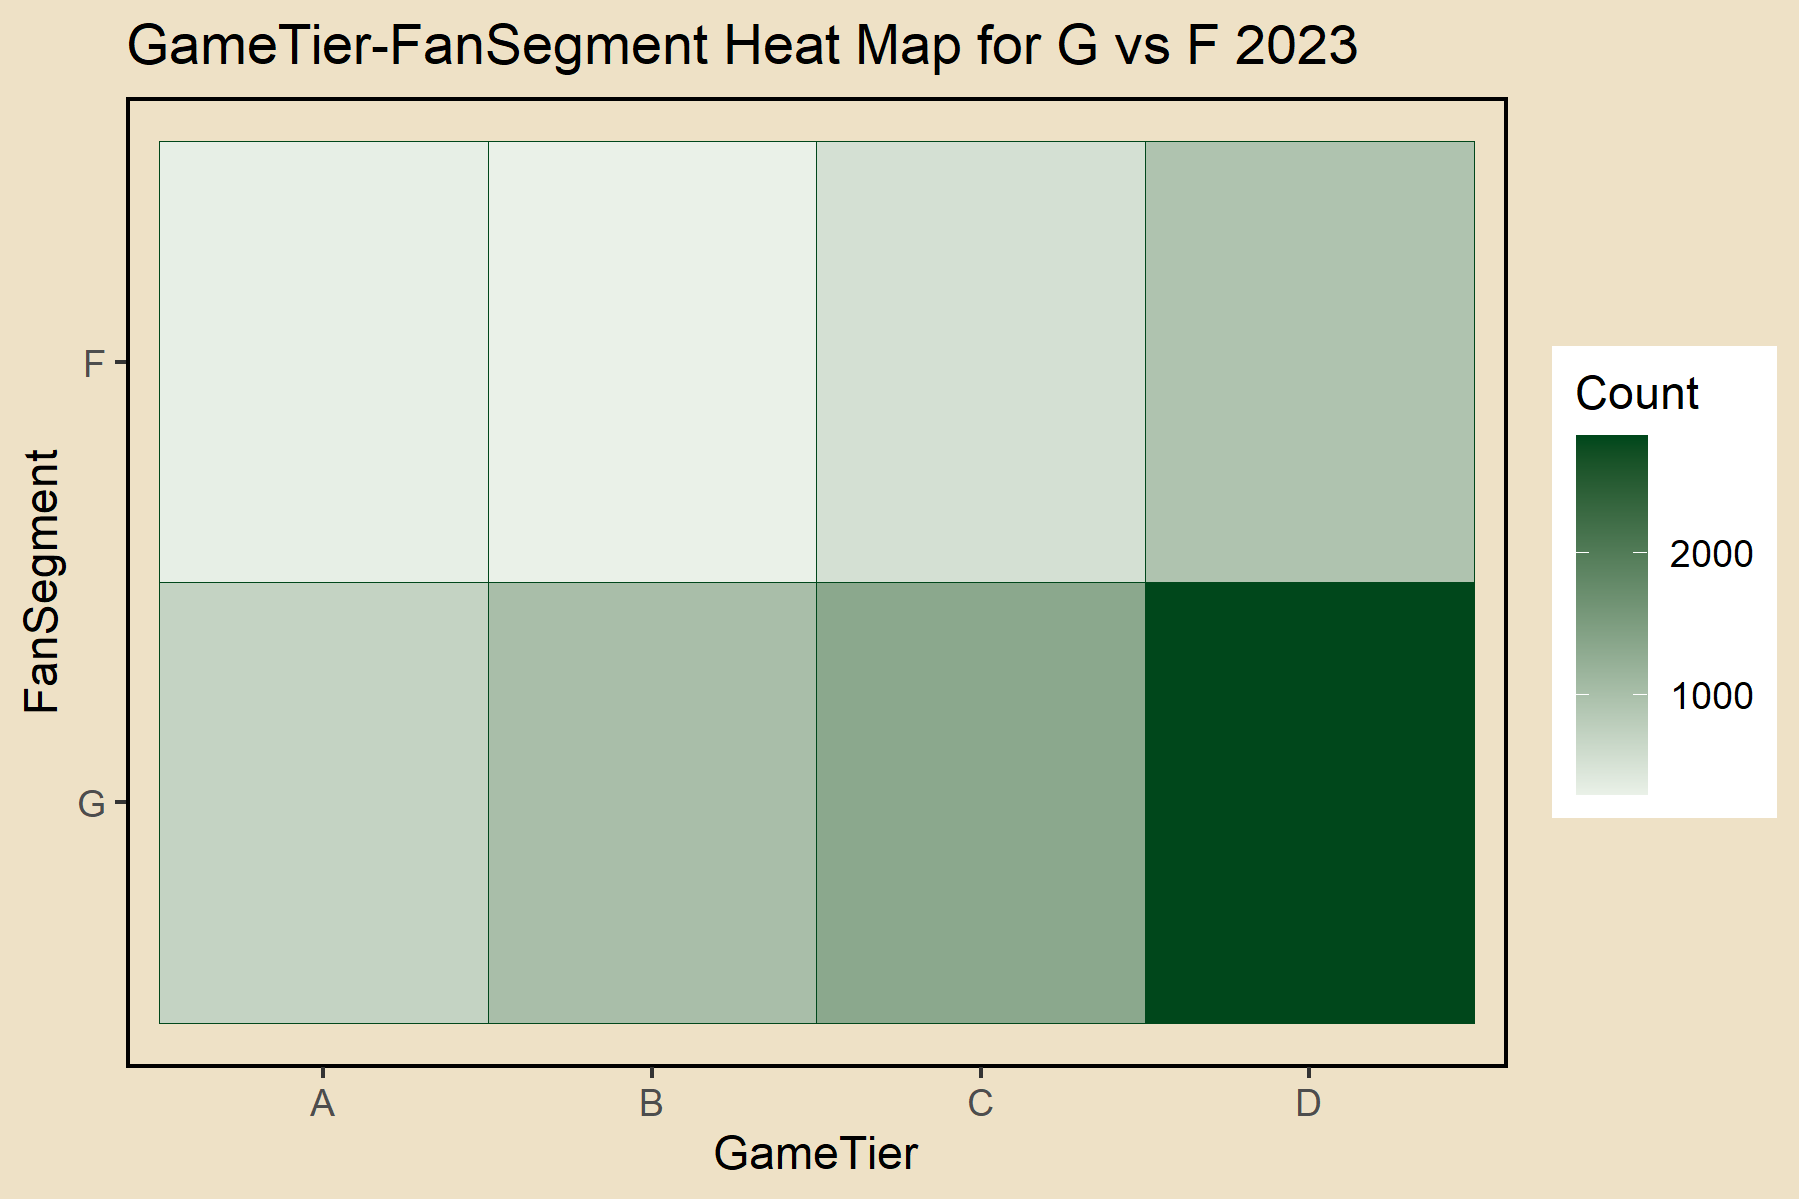 GameTier-FanSegment Heat Map for G vs F 2023
FanSegment
F
G
A B C D
GameTier
Count
2000
1000